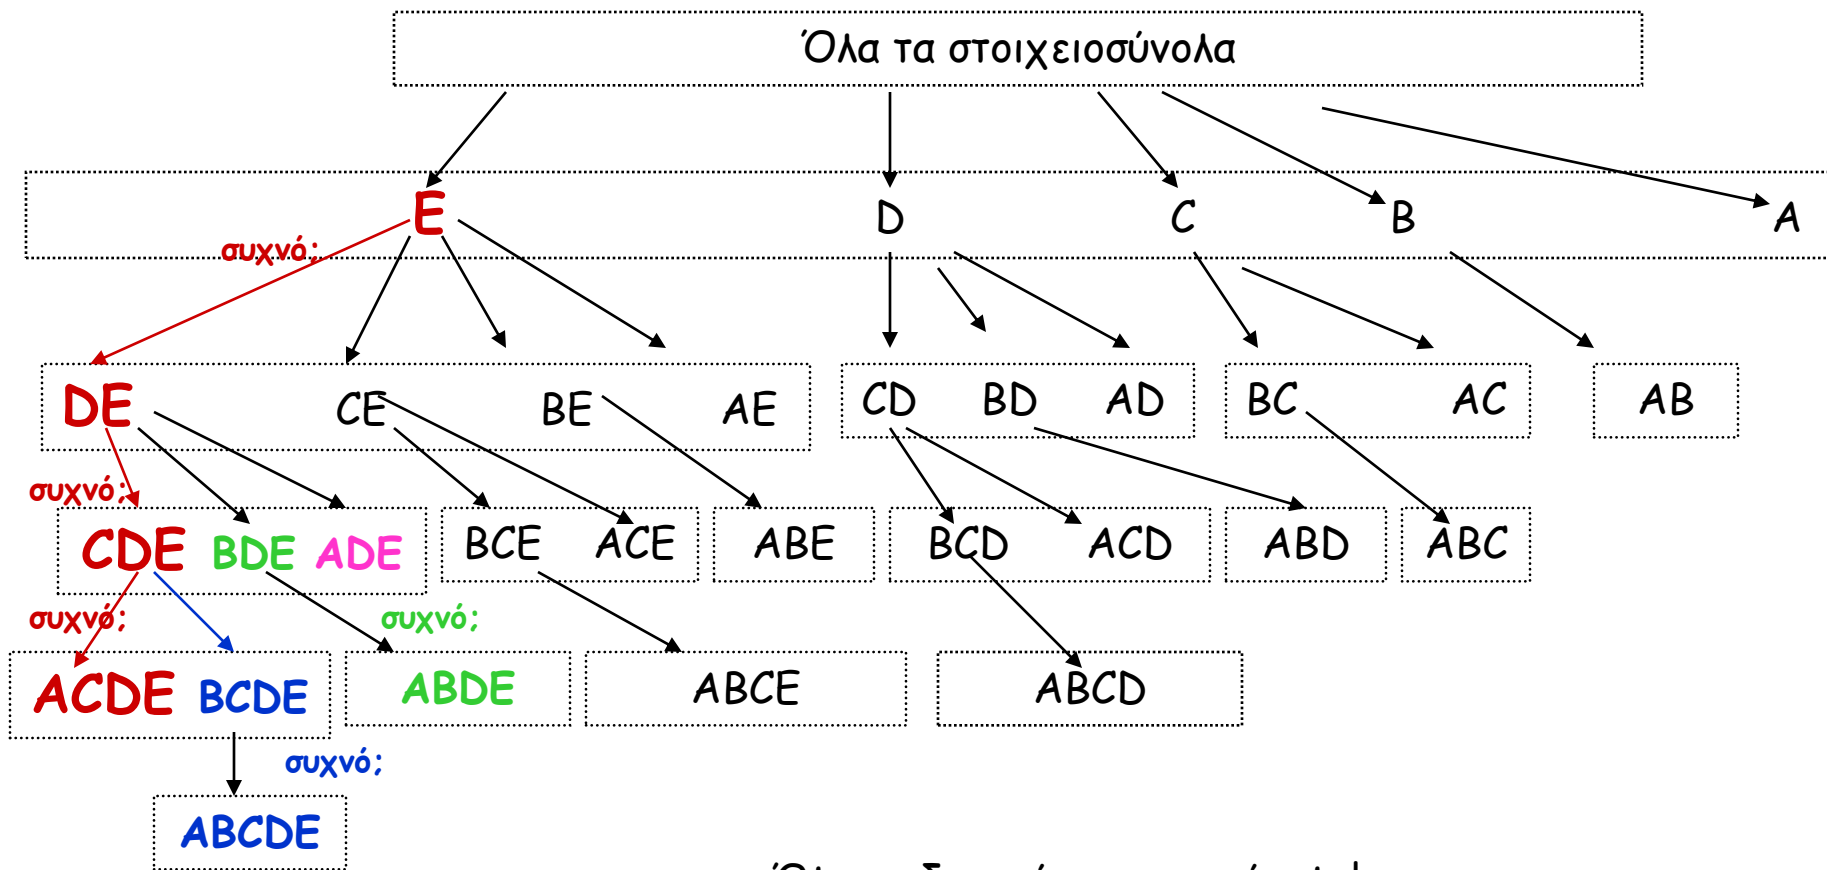 Όλα τα στοιχειοσύνολα
E D C B A
συχνό;
DE CE BE AE CD BD AD BC AC AB
συχνό;
CDE BDE ADE BCE ACE ABE BCD ACD ABD ABC
συχνό; συχνό;
ACDE BCDE ABDE ABCE ABCD
συχνό;
ABCDE